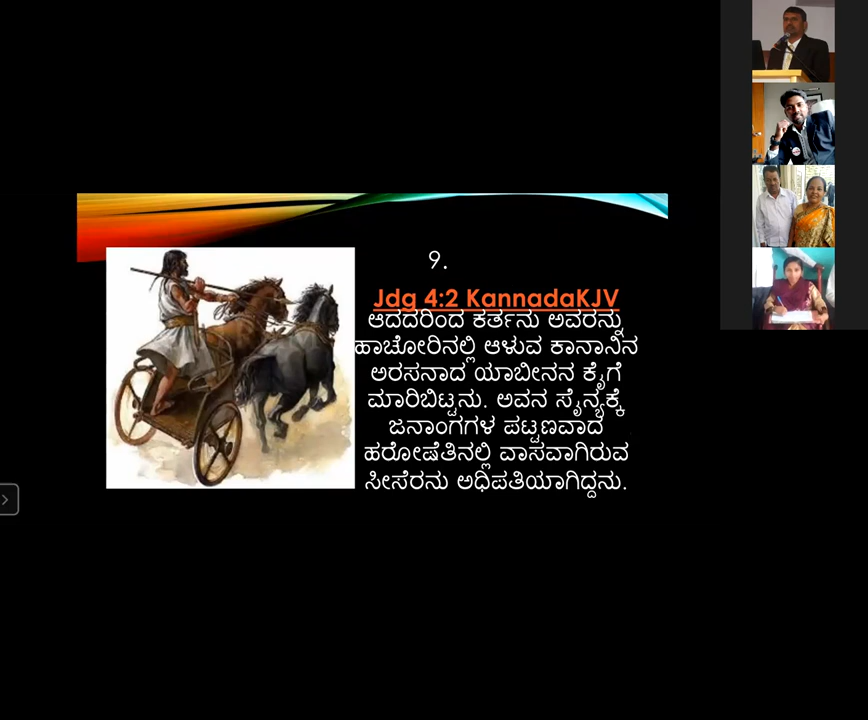 9.
Jdg 4:2 KannadaKJV
ಆದದರಿಂದ ಕರ್ತನು ಅವರನ್ನು
ಹಾಚೋರಿನಲ್ಲಿ ಆಳುವ ಕಾನಾನಿನ
ಅರಸನಾದ ಯಾಬೀನನ ಕೈಗೆ
ಮಾರಿಬಿಟ್ಟನು. ಅವನ ಸೈನ್ಯಕ್ಕೆ
ಜನಾಂಗಗಳ ಪಟ್ಟಣವಾದ
ಹರೋಷೆತಿನಲ್ಲಿ ವಾಸವಾಗಿರುವ
ಸೀಸೆರನು ಅಧಿಪತಿಯಾಗಿದ್ದನು.